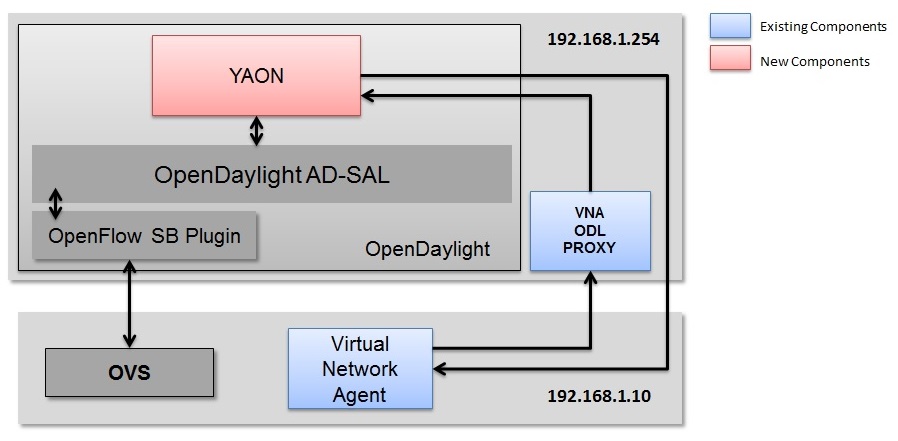 192.168.1.254
Existing Components
New Components
YAON
OpenDaylight AD-SAL
VNA
ODL
PROXY
OpenFlow SB Plugin
OpenDaylight
Virtual
Network
Agent
OVS
192.168.1.10